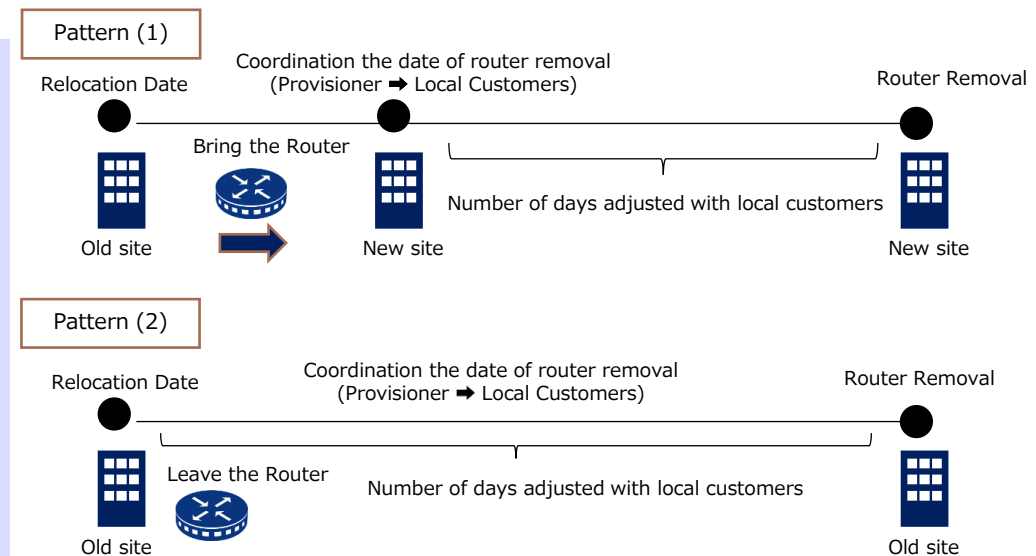 Pattern (1)
Coordination the date of router removal
(Provisioner ➡ Local Customers)
Relocation Date
Router Removal
Bring the Router
Number of days adjusted with local customers
Old site
New site
New site
Pattern (2)
Coordination the date of router removal
(Provisioner ➡ Local Customers)
Relocation Date
Router Removal
Leave the Router
Number of days adjusted with local customers
Old site
Old site